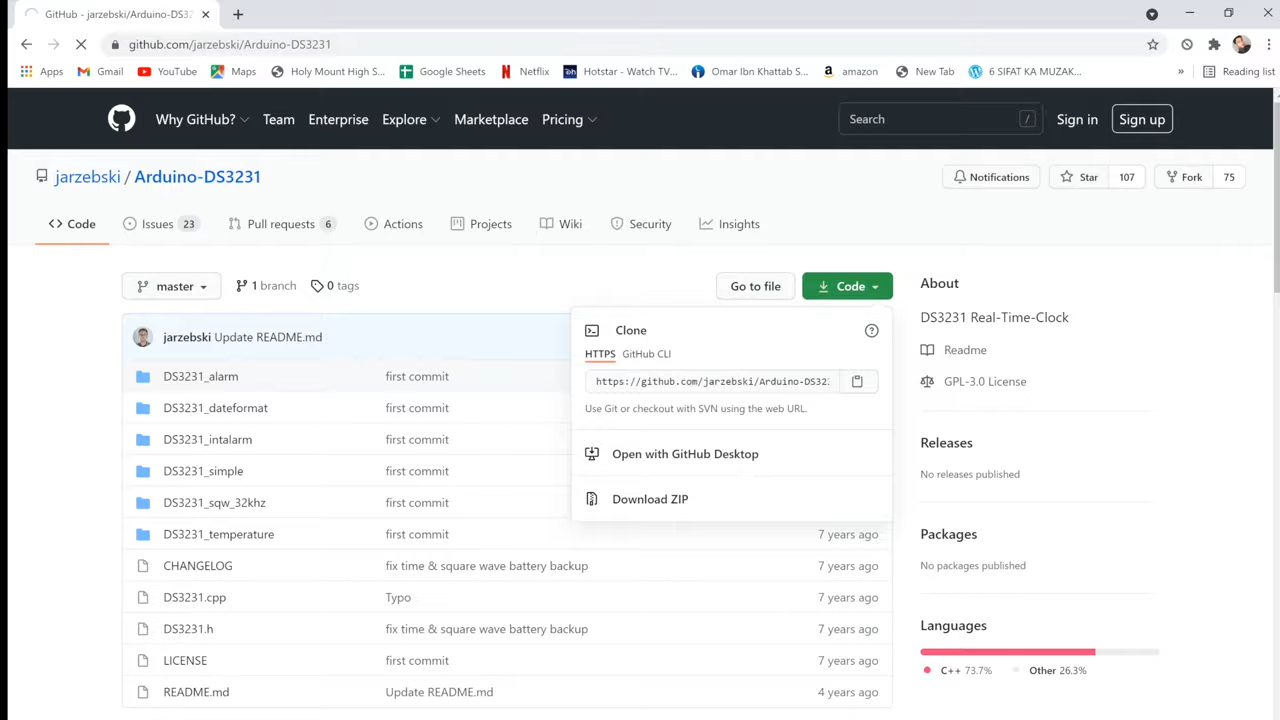 GitHub - jarzebski/Arduino-DS323
github.com/jarzebski/Arduino-DS3231
Apps Gmail YouTube Maps Holy Mount High S... Google Sheets Netflix Hotstar - Watch TV... Omar Ibn Khattab S... amazon New Tab 6 SIFAT KA MUZAK... » Reading list
Why GitHub? Team Enterprise Explore Marketplace Pricing Search / Sign in Sign up
jarzebski / Arduino-DS3231 Notifications Star 107 Fork 75
<> Code Issues 23 Pull requests 6 Actions Projects Wiki Security Insights
master 1 branch 0 tags Go to file Code About
DS3231 Real-Time-Clock
jarzebski Update README.md Clone
Readme
HTTPS GitHub CLI
DS3231_alarm first commit https://github.com/jarzebski/Arduino-DS32 GPL-3.0 License
DS3231_dateformat first commit Use Git or checkout with SVN using the web URL.
DS3231_intalarm first commit Releases
Open with GitHub Desktop
DS3231_simple first commit No releases published
DS3231_sqw_32khz first commit Download ZIP
DS3231_temperature first commit 7 years ago Packages
CHANGELOG fix time & square wave battery backup 7 years ago No packages published
DS3231.cpp Typo 7 years ago
DS3231.h fix time & square wave battery backup 7 years ago Languages
LICENSE first commit 7 years ago C++ 73.7% Other 26.3%
README.md Update README.md 4 years ago